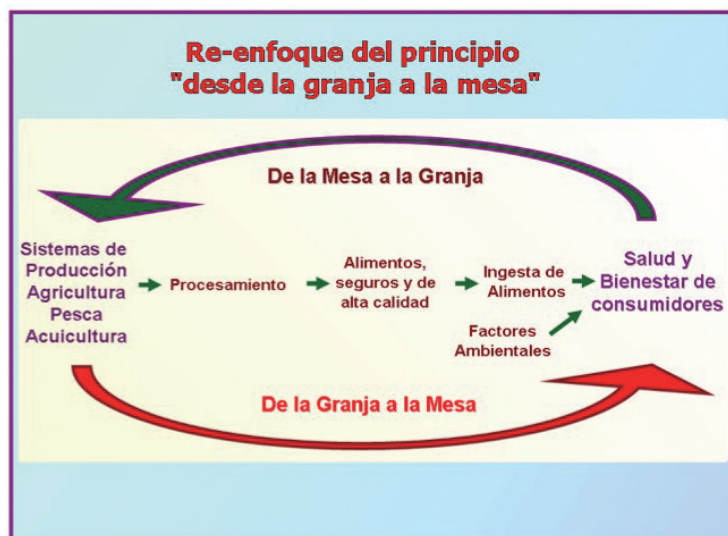 Re-enfoque del principio
"desde la granja a la mesa"
De la Mesa a la Granja
Sistemas de
Producción
Agricultura
Pesca
Acuicultura
Procesamiento
Alimentos,
seguros y de
alta calidad
Ingesta de
Alimentos
Factores
Ambientales
Salud y
Bienestar de
consumidores
De la Granja a la Mesa